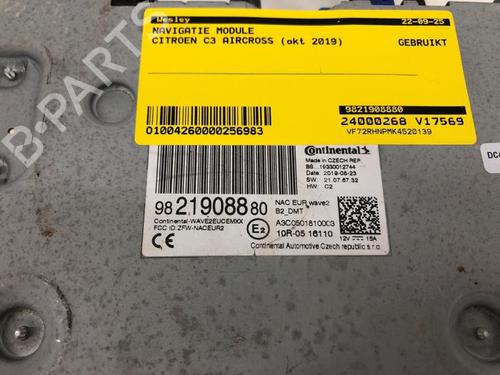 Wesley
22-09-25
NAVIGATIE MODULE
CITROEN C3 AIRCROSS (okt 2019)
GEBRUIKT
9821908880
24000268 V17569
01004260000256983
VF72RHNPMK4520139
Continental
Made in CZECH REP.
Date: 2019-08-23
SW: 21.07.67.32
HW: C2
98 219088 80
NAC EUR wave2
B2_DMT
Continental-WAVE2EUCEMXX
FCC ID:ZFW-NACEUR2
A3C0501810003
E2
10R-05 16110
12V 15A
CE
Continental Automotive Czech republic s.r.o.
B-Parts